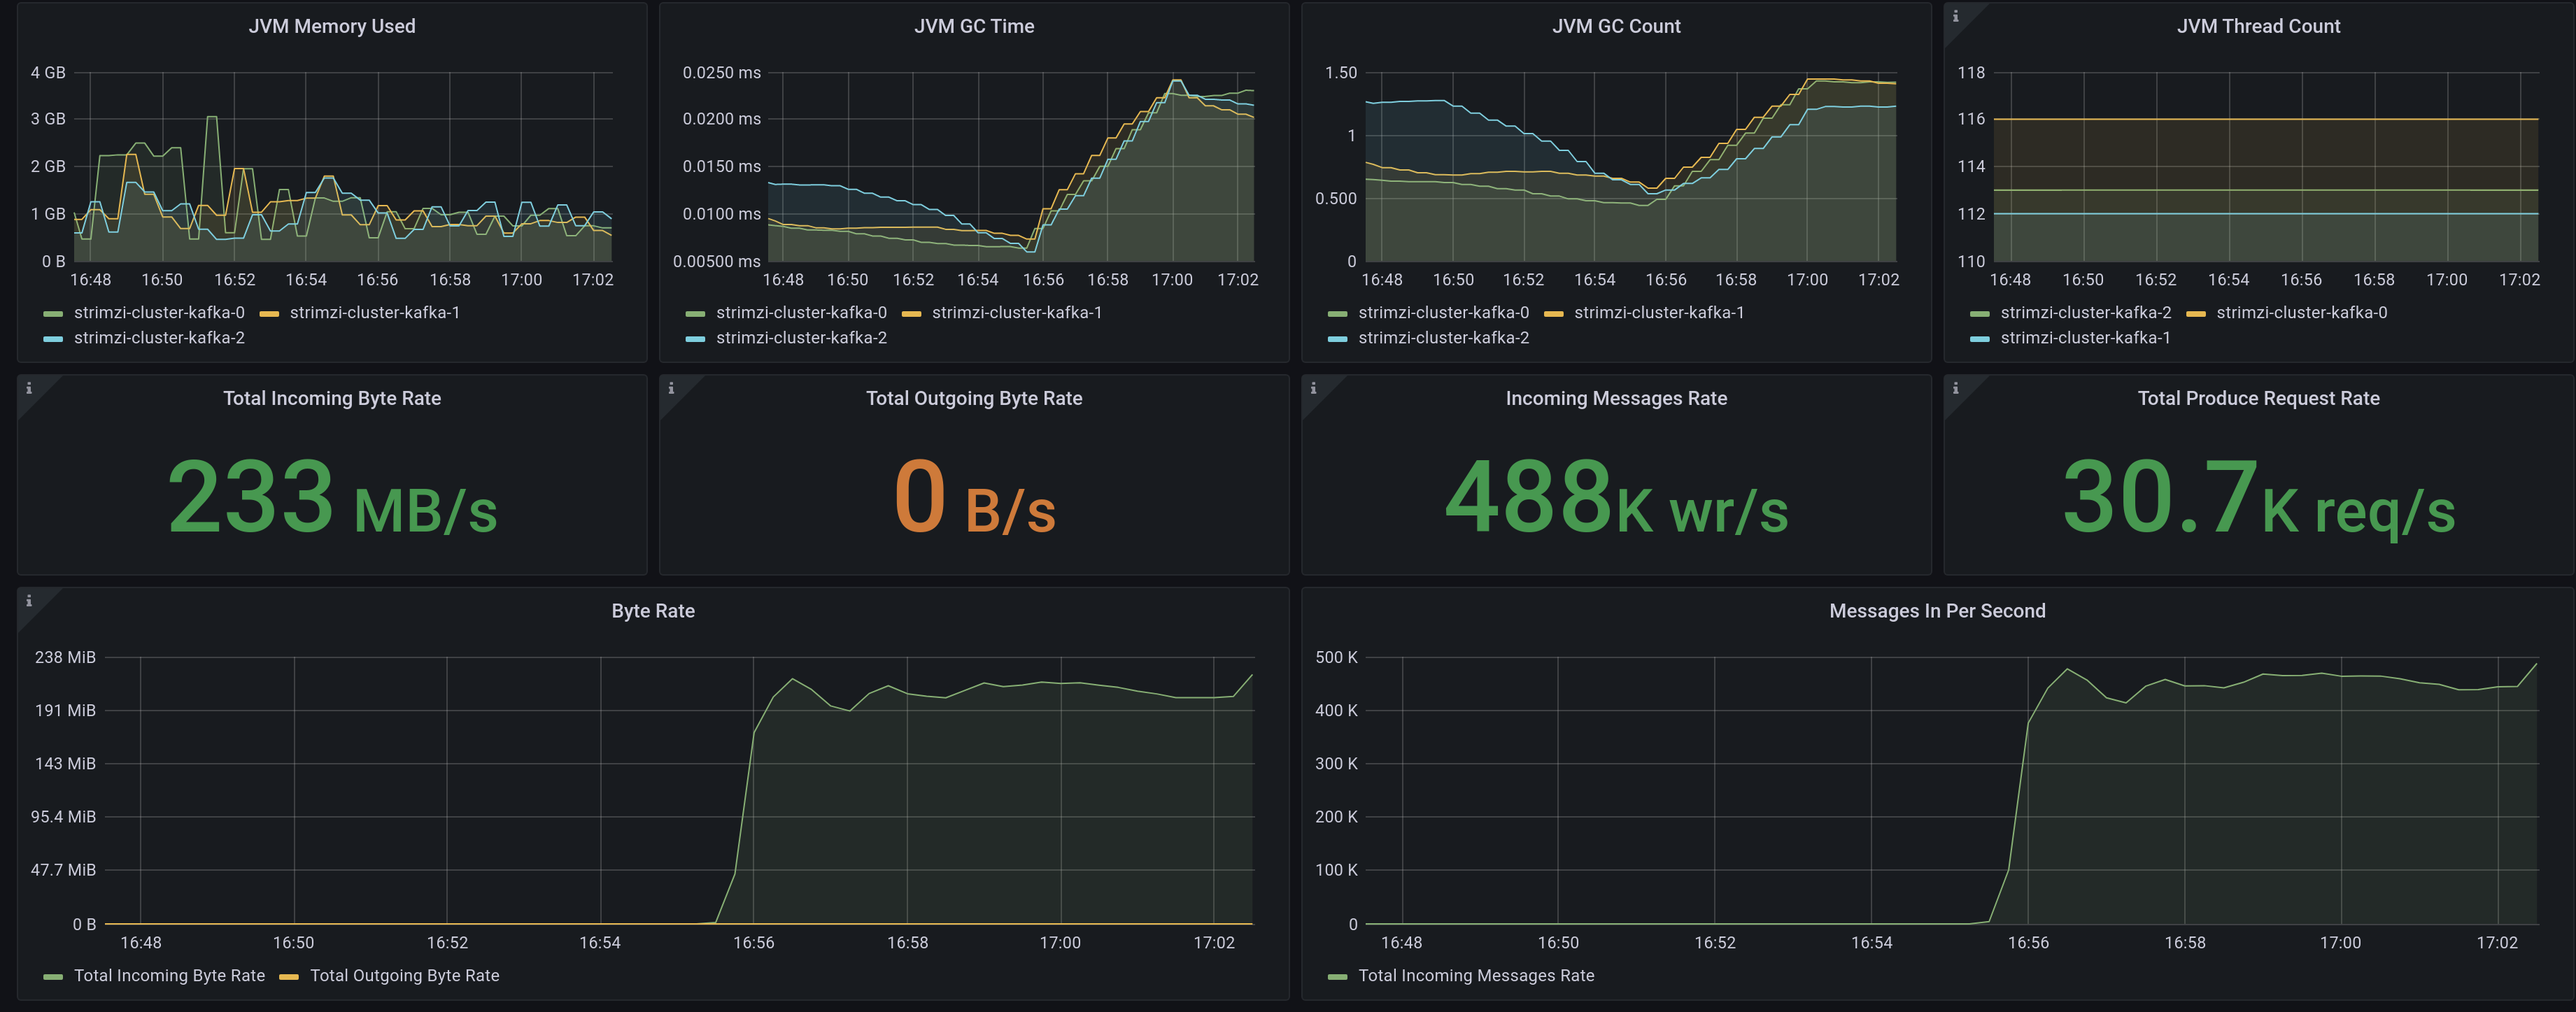 JVM Memory Used
4 GB
3 GB
2 GB
1 GB
0 B
16:48 16:50 16:52 16:54 16:56 16:58 17:00 17:02
strimzi-cluster-kafka-0 strimzi-cluster-kafka-1
strimzi-cluster-kafka-2
JVM GC Time
0.0250 ms
0.0200 ms
0.0150 ms
0.0100 ms
0.00500 ms
16:48 16:50 16:52 16:54 16:56 16:58 17:00 17:02
strimzi-cluster-kafka-0 strimzi-cluster-kafka-1
strimzi-cluster-kafka-2
JVM GC Count
1.50
1
0.500
0
16:48 16:50 16:52 16:54 16:56 16:58 17:00 17:02
strimzi-cluster-kafka-0 strimzi-cluster-kafka-1
strimzi-cluster-kafka-2
i
JVM Thread Count
118
116
114
112
110
16:48 16:50 16:52 16:54 16:56 16:58 17:00 17:02
strimzi-cluster-kafka-2 strimzi-cluster-kafka-0
strimzi-cluster-kafka-1
i
Total Incoming Byte Rate
233 MB/s
i
Total Outgoing Byte Rate
0 B/s
i
Incoming Messages Rate
488K wr/s
i
Total Produce Request Rate
30.7K req/s
i
Byte Rate
238 MiB
191 MiB
143 MiB
95.4 MiB
47.7 MiB
0 B
16:48 16:50 16:52 16:54 16:56 16:58 17:00 17:02
Total Incoming Byte Rate Total Outgoing Byte Rate
Messages In Per Second
500 K
400 K
300 K
200 K
100 K
0
16:48 16:50 16:52 16:54 16:56 16:58 17:00 17:02
Total Incoming Messages Rate